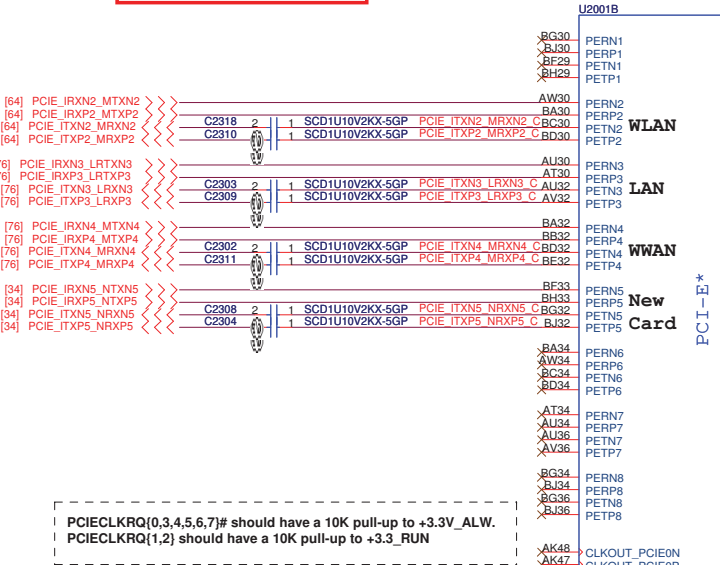 U2001B
BG30 PERN1
BJ30 PERP1
BF29 PETN1
BH29 PETP1
[64] PCIE_IRXN2_MTXN2 AW30 PERN2
[64] PCIE_IRXP2_MTXP2 BA30 PERP2
[64] PCIE_ITXN2_MRXN2 C2318 2 1 SCD1U10V2KX-5GP PCIE_ITXN2_MRXN2_C BC30 PETN2 WLAN
[64] PCIE_ITXP2_MRXP2 C2310 1 SCD1U10V2KX-5GP PCIE_ITXP2_MRXP2_C BD30 PETP2
76] PCIE_IRXN3_LRTXN3 AU30 PERN3
76] PCIE_IRXP3_LRTXP3 AT30 PERP3
[76] PCIE_ITXN3_LRXN3 C2303 2 1 SCD1U10V2KX-5GP PCIE_ITXN3_LRXN3_C AU32 PETN3 LAN
[76] PCIE_ITXP3_LRXP3 C2309 1 SCD1U10V2KX-5GP PCIE_ITXP3_LRXP3_C AV32 PETP3
[76] PCIE_IRXN4_MTXN4 BA32 PERN4
[76] PCIE_IRXP4_MTXP4 BB32 PERP4
[76] PCIE_ITXN4_MRXN4 C2302 2 1 SCD1U10V2KX-5GP PCIE_ITXN4_MRXN4_C BD32 PETN4 WWAN
[76] PCIE_ITXP4_MRXP4 C2311 1 SCD1U10V2KX-5GP PCIE_ITXP4_MRXP4_C BE32 PETP4
[34] PCIE_IRXN5_NTXN5 BF33 PERN5
[34] PCIE_IRXP5_NTXP5 BH33 PERP5 New
[34] PCIE_ITXN5_NRXN5 C2308 2 1 SCD1U10V2KX-5GP PCIE_ITXN5_NRXN5_C BG32 PETN5
[34] PCIE_ITXP5_NRXP5 C2304 1 SCD1U10V2KX-5GP PCIE_ITXP5_NRXP5_C BJ32 PETP5 Card
PCI-E*
BA34 PERN6
AW34 PERP6
BC34 PETN6
BD34 PETP6
AT34 PERN7
AU34 PERP7
AU36 PETN7
AV36 PETP7
BG34 PERN8
BJ34 PERP8
BG36 PETN8
BJ36 PETP8
PCIECLKRQ{0,3,4,5,6,7}# should have a 10K pull-up to +3.3V_ALW.
PCIECLKRQ{1,2} should have a 10K pull-up to +3.3_RUN
AK48 CLKOUT_PCIE0N
AK47 CLKOUT_PCIE0P